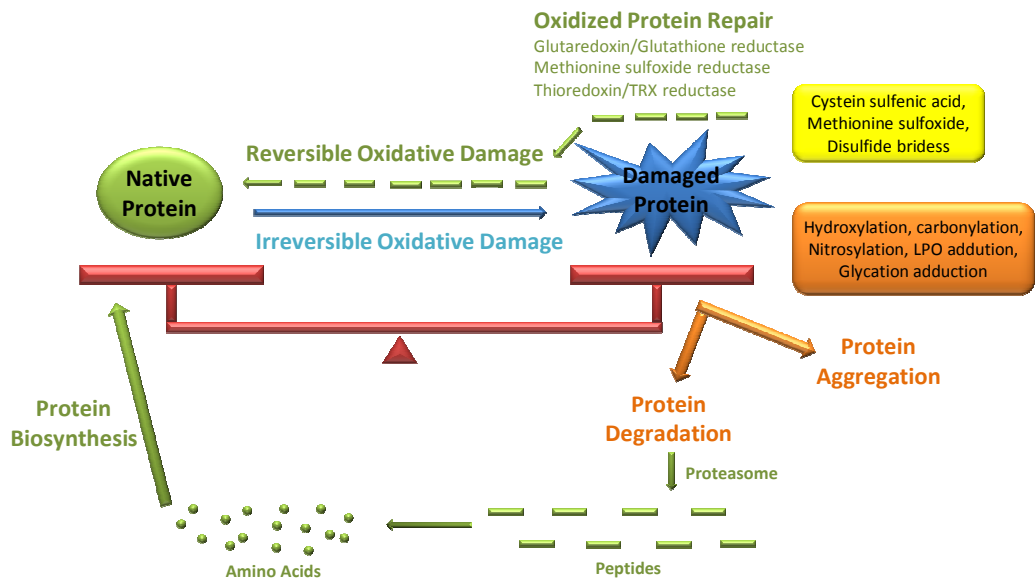 Oxidized Protein Repair
Glutaredoxin/Glutathione reductase
Methionine sulfoxide reductase
Thioredoxin/TRX reductase
Cystein sulfenic acid,
Methionine sulfoxide,
Disulfide bridess
Reversible Oxidative Damage
Native
Protein
Damaged
Protein
Irreversible Oxidative Damage
Hydroxylation, carbonylation,
Nitrosylation, LPO addution,
Glycation adduction
Protein
Aggregation
Protein
Biosynthesis
Protein
Degradation
Proteasome
Amino Acids
Peptides